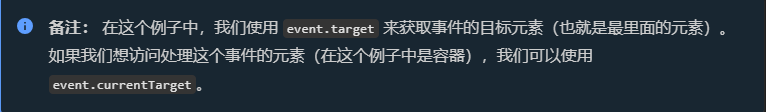 备注： 在这个例子中，我们使用 event.target 来获取事件的目标元素（也就是最里面的元素）。
如果我们想访问处理这个事件的元素（在这个例子中是容器），我们可以使用
event.currentTarget。